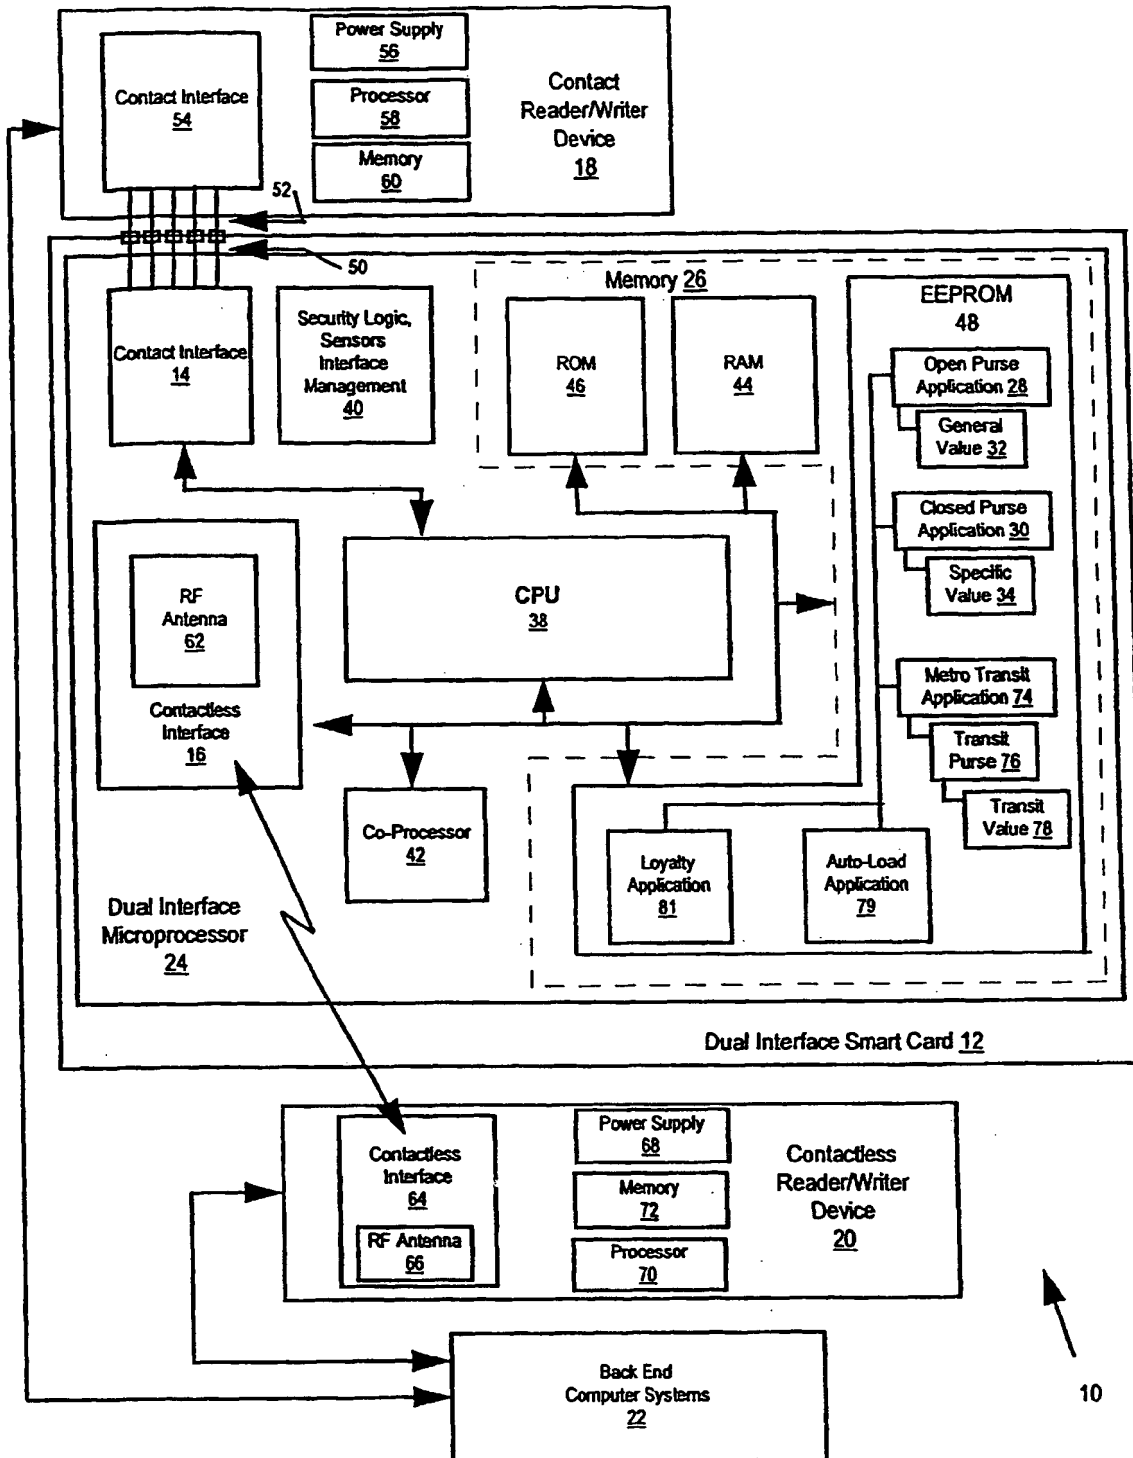 Power Supply
56
Contact Interface
54
Processor
58
Memory
60
Contact
Reader/Writer
Device
18
52
50
Contact Interface
14
Security Logic,
Sensors
Interface
Management
40
Memory 26
ROM
46
RAM
44
EEPROM
48
Open Purse
Application 28
General
Value 32
Closed Purse
Application 30
Specific
Value 34
Metro Transit
Application 74
Transit
Purse 76
Transit
Value 78
CPU
38
RF
Antenna
62
Contactless
Interface
16
Co-Processor
42
Loyalty
Application
81
Auto-Load
Application
79
Dual Interface
Microprocessor
24
Dual Interface Smart Card 12
Contactless
Interface
64
RF Antenna
66
Power Supply
68
Memory
72
Processor
70
Contactless
Reader/Writer
Device
20
Back End
Computer Systems
22
10